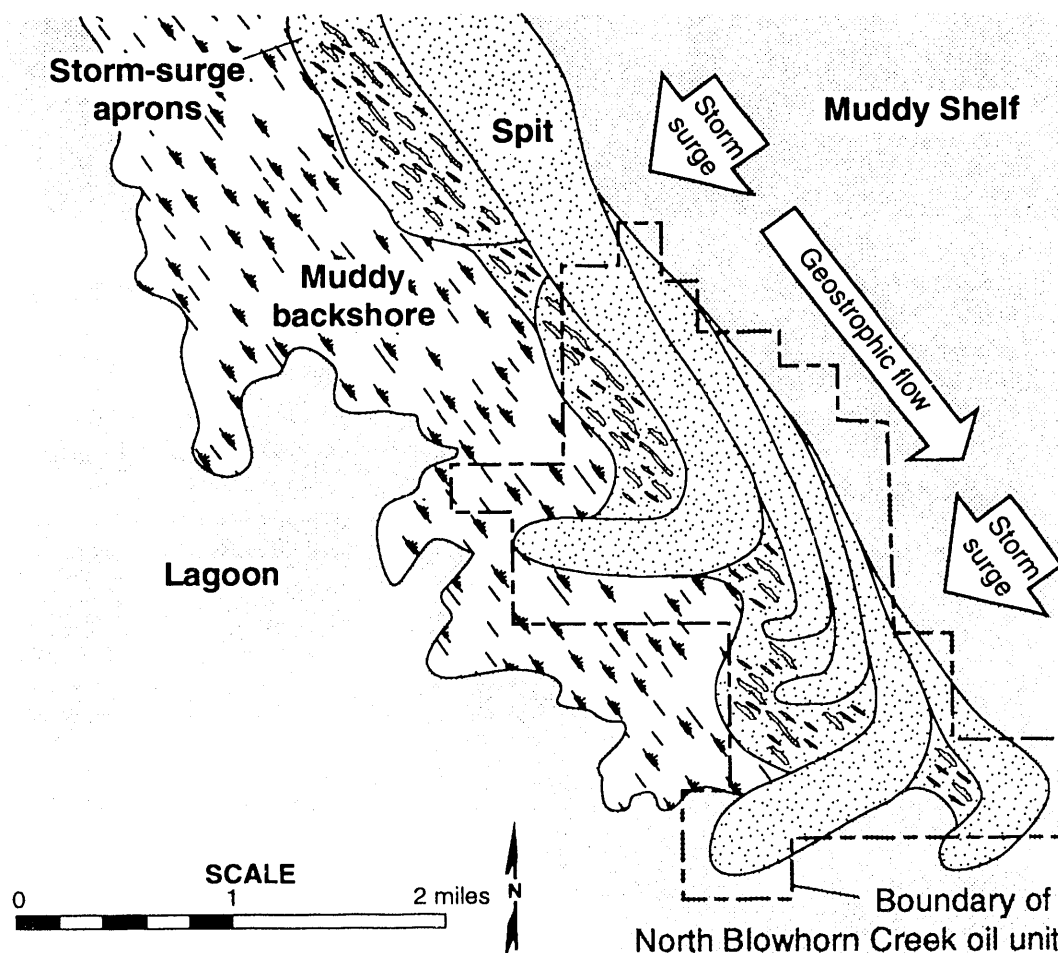 Storm-surge
aprons
Spit
Storm
surge
Muddy Shelf
Geostrophic flow
Muddy
backshore
Lagoon
Storm
surge
SCALE
0 1 2 miles
N
Boundary of
North Blowhorn Creek oil unit